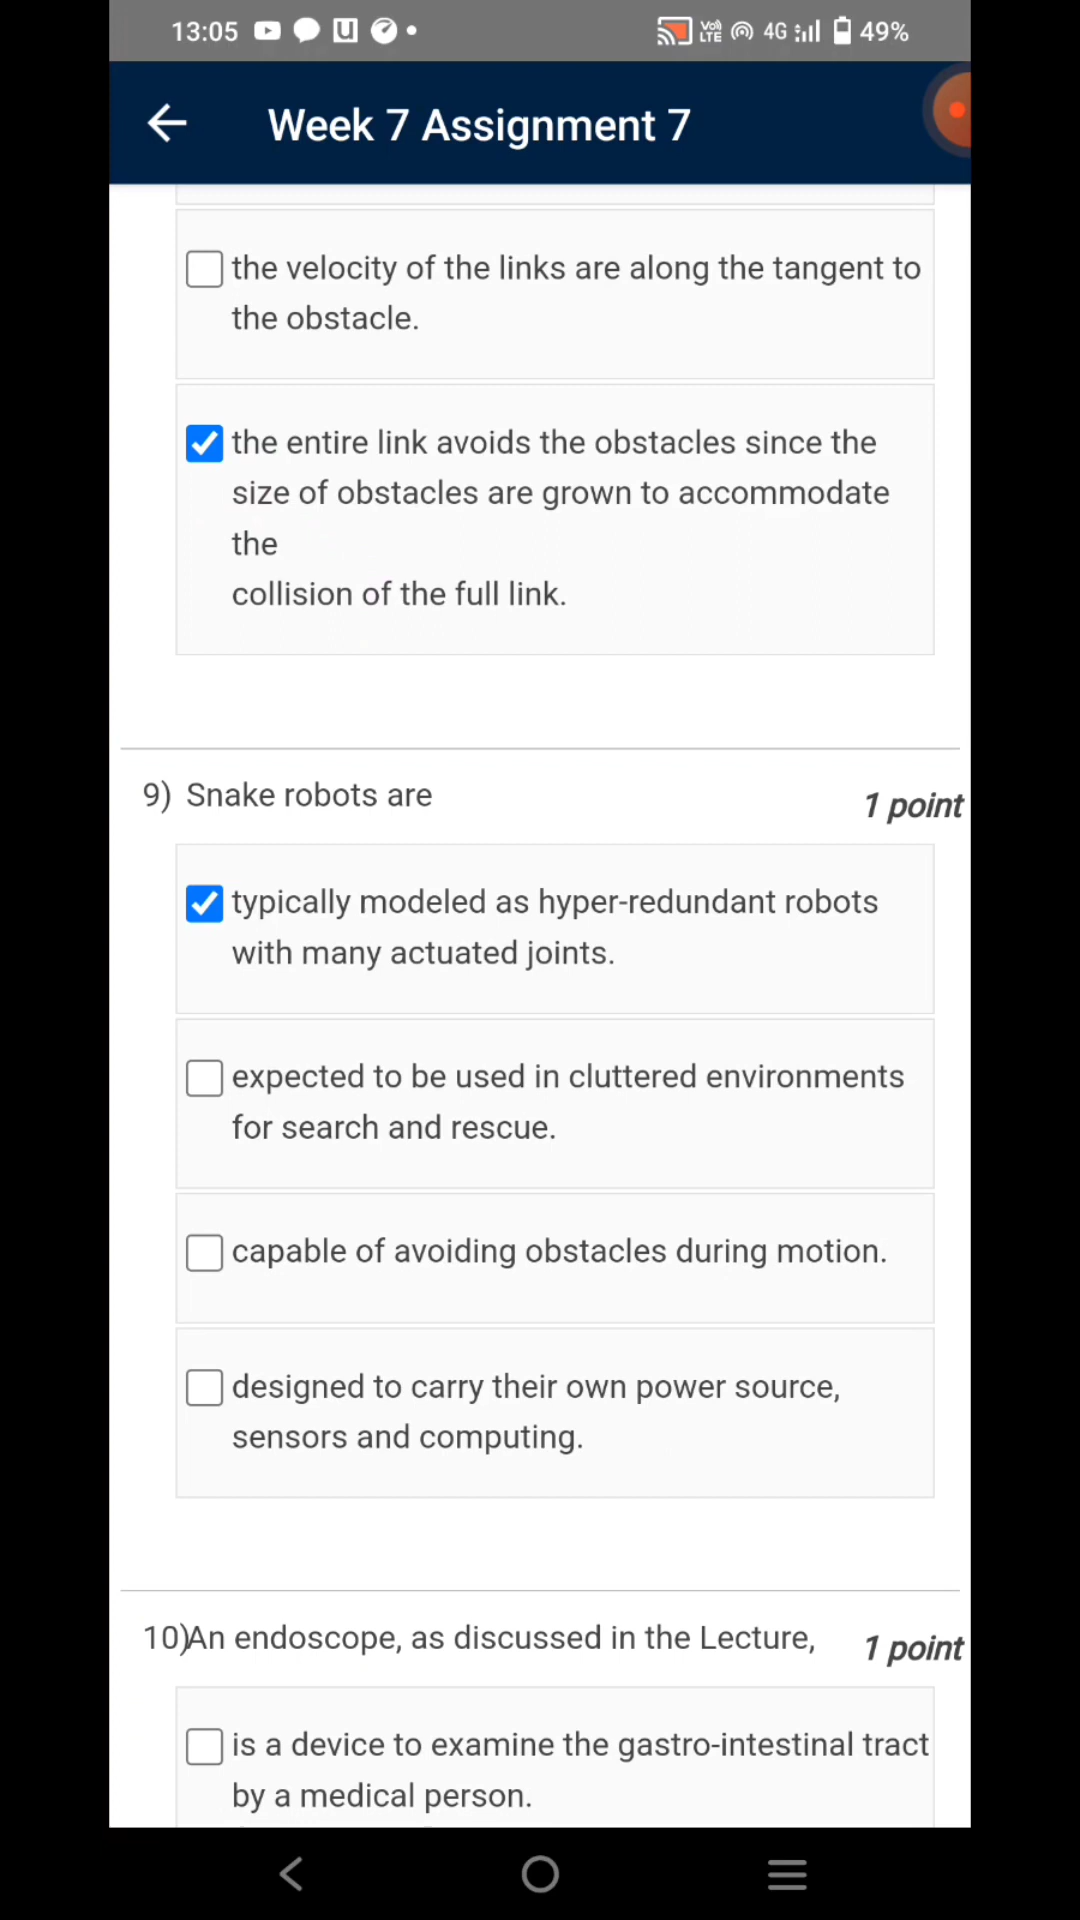 13:05
VoD LTE 4G 49%
Week 7 Assignment 7
the velocity of the links are along the tangent to
the obstacle.
the entire link avoids the obstacles since the
size of obstacles are grown to accommodate
the
collision of the full link.
9) Snake robots are
1 point
typically modeled as hyper-redundant robots
with many actuated joints.
expected to be used in cluttered environments
for search and rescue.
capable of avoiding obstacles during motion.
designed to carry their own power source,
sensors and computing.
10)An endoscope, as discussed in the Lecture,
1 point
is a device to examine the gastro-intestinal tract
by a medical person.